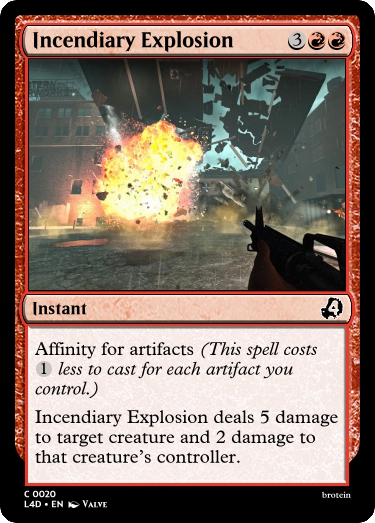 Incendiary Explosion 3
Instant 4
Affinity for artifacts (This spell costs
1 less to cast for each artifact you
control.)
Incendiary Explosion deals 5 damage
to target creature and 2 damage to
that creature's controller.
C 0020
L4D • EN Valve
brotein